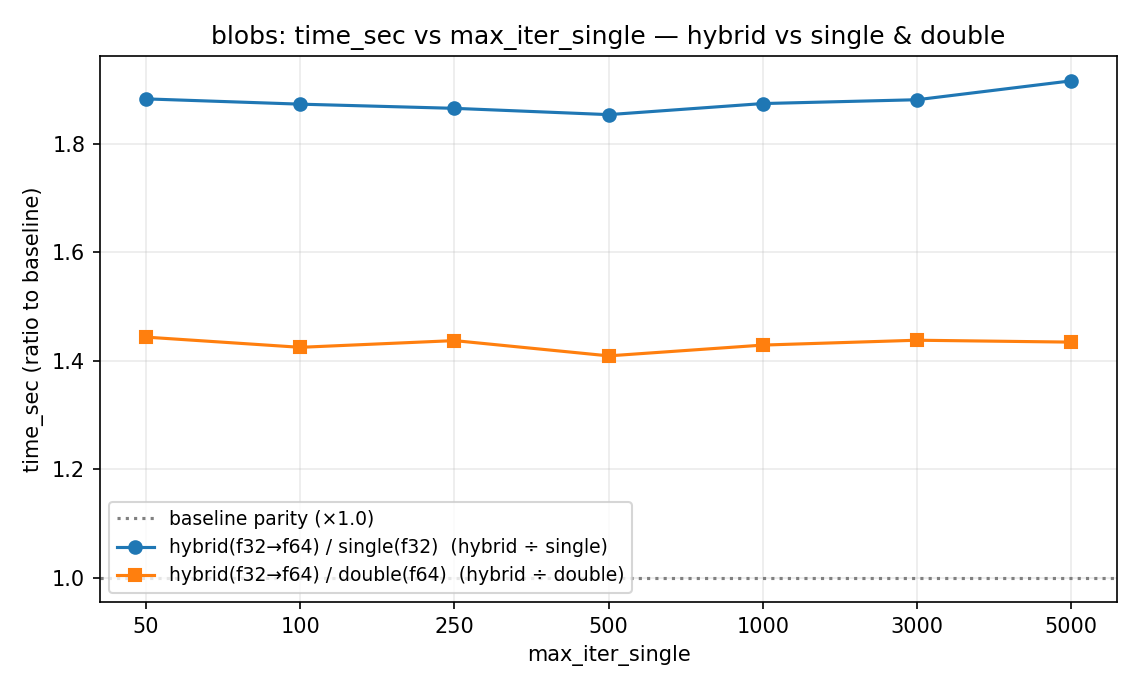 blobs: time_sec vs max_iter_single — hybrid vs single & double
time_sec (ratio to baseline)
1.8
1.6
1.4
1.2
1.0
baseline parity (×1.0)
hybrid(f32→f64) / single(f32)  (hybrid ÷ single)
hybrid(f32→f64) / double(f64)  (hybrid ÷ double)
50 100 250 500 1000 3000 5000
max_iter_single